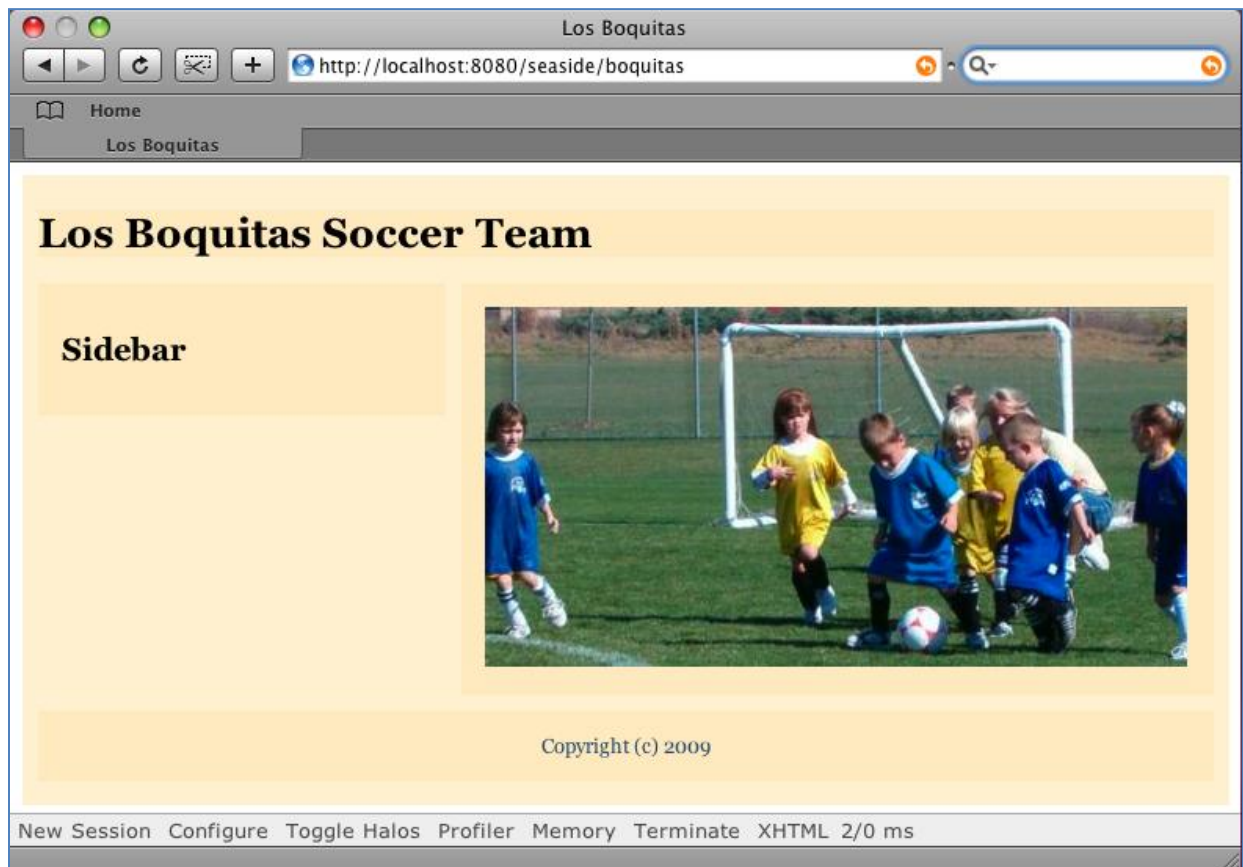 Los Boquitas
http://localhost:8080/seaside/boquitas
Home
Los Boquitas
Los Boquitas Soccer Team
Sidebar
Copyright (c) 2009
New Session Configure Toggle Halos Profiler Memory Terminate XHTML 2/0 ms